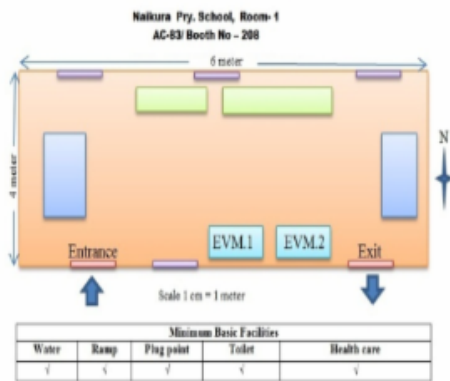 Naikura Pry. School, Room- 1
AC-83/ Booth No – 208
6 meter
4 meter
N
EVM.1 EVM.2
Entrance Exit
Scale 1 cm = 1 meter
Minimum Basic Facilities
Water Ramp Plug point Toilet Health care
√ √ √ √ √